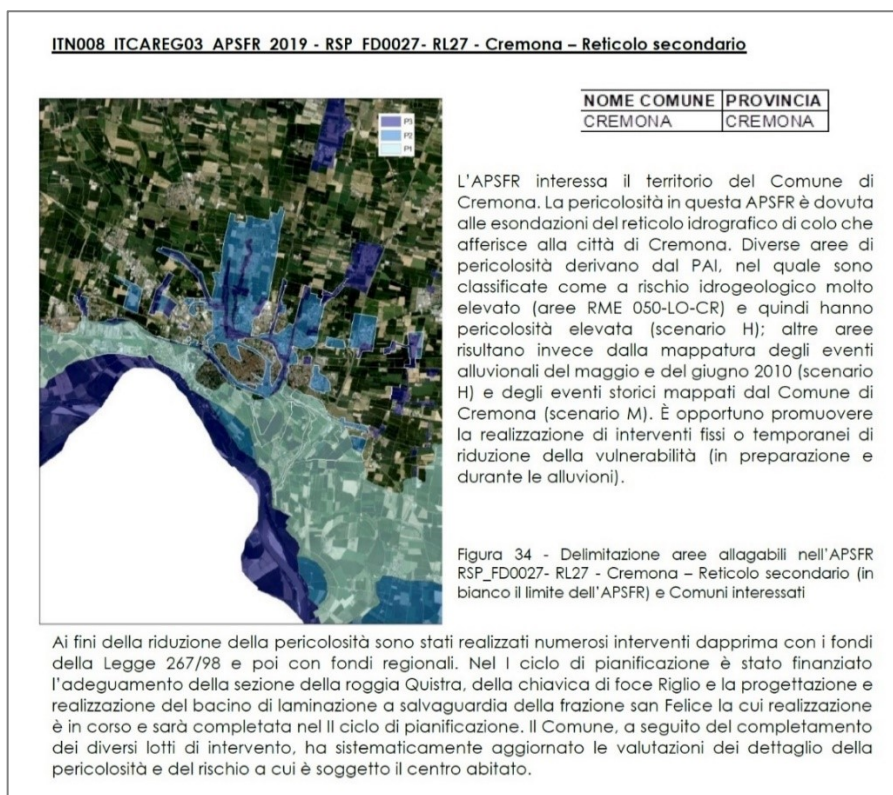 ITN008_ITCAREG03_APSFR_2019 - RSP_FD0027- RL27 - Cremona – Reticolo secondario
NOME COMUNE PROVINCIA
CREMONA CREMONA
P3
P2
P1
L'APSFR interessa il territorio del Comune di
Cremona. La pericolosità in questa APSFR è dovuta
alle esondazioni del reticolo idrografico di colo che
afferisce alla città di Cremona. Diverse aree di
pericolosità derivano dal PAI, nel quale sono
classificate come a rischio idrogeologico molto
elevato (aree RME 050-LO-CR) e quindi hanno
pericolosità elevata (scenario H); altre aree
risultano invece dalla mappatura degli eventi
alluvionali del maggio e del giugno 2010 (scenario
H) e degli eventi storici mappati dal Comune di
Cremona (scenario M). È opportuno promuovere
la realizzazione di interventi fissi o temporanei di
riduzione della vulnerabilità (in preparazione e
durante le alluvioni).
Figura 34 - Delimitazione aree allagabili nell'APSFR
RSP_FD0027- RL27 - Cremona – Reticolo secondario (in
bianco il limite dell'APSFR) e Comuni interessati
Ai fini della riduzione della pericolosità sono stati realizzati numerosi interventi dapprima con i fondi
della Legge 267/98 e poi con fondi regionali. Nel I ciclo di pianificazione è stato finanziato
l'adeguamento della sezione della roggia Quistra, della chiavica di foce Riglio e la progettazione e
realizzazione del bacino di laminazione a salvaguardia della frazione san Felice la cui realizzazione
è in corso e sarà completata nel II ciclo di pianificazione. Il Comune, a seguito del completamento
dei diversi lotti di intervento, ha sistematicamente aggiornato le valutazioni dei dettaglio della
pericolosità e del rischio a cui è soggetto il centro abitato.